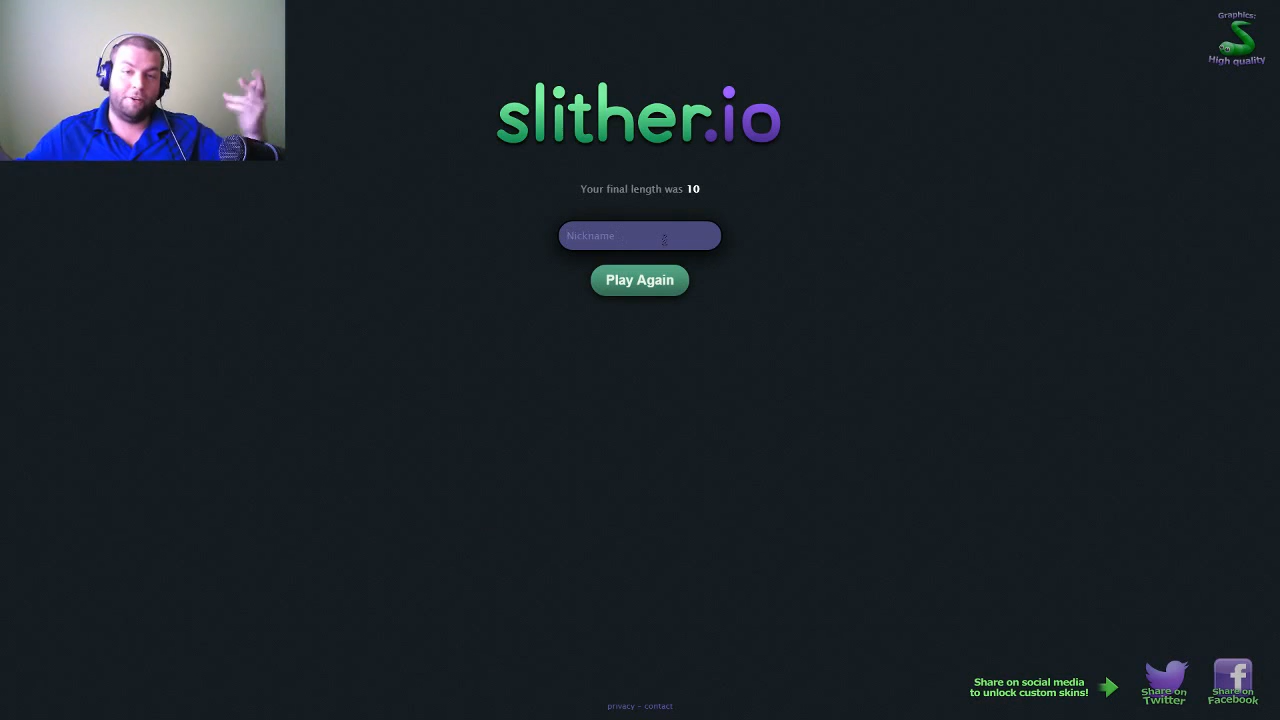 Graphics:
High quality
slither.io
Your final length was 10
Nickname
Play Again
Share on social media
to unlock custom skins!
Share on
Twitter
Share on
Facebook
privacy - contact